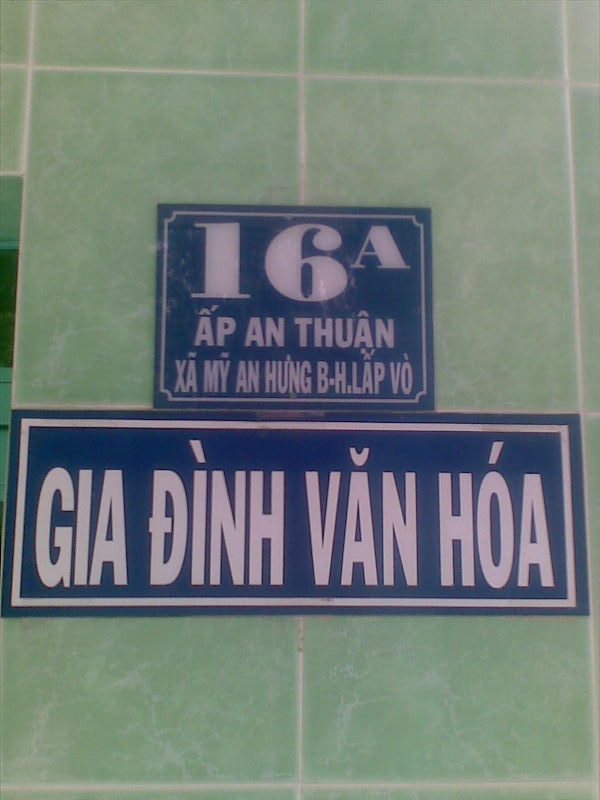 16A
ẤP AN THUẬN
XÃ MỸ AN HƯNG B-H.LẤP VÒ
GIA ĐÌNH VĂN HÓA